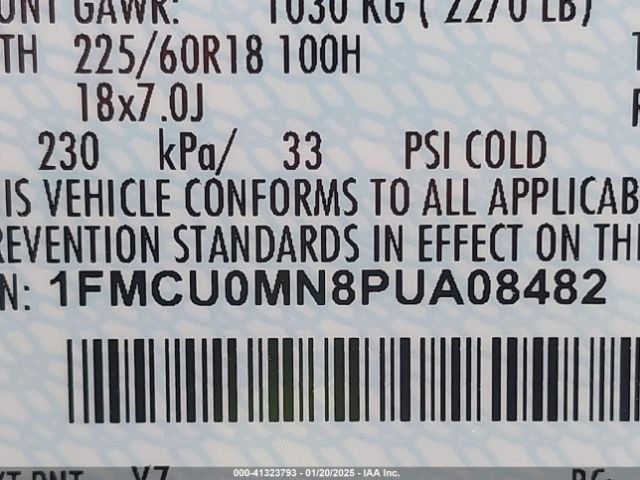 GAWR: 1030 KG ( 2270 LB)
TH 225/60R18 100H
18x7.0J
230 kPa/ 33 PSI COLD
IS VEHICLE CONFORMS TO ALL APPLICAB
REVENTION STANDARDS IN EFFECT ON THE
N: 1FMCU0MN8PUA08482
000-41323793 - 01/20/2025 - IAA Inc.